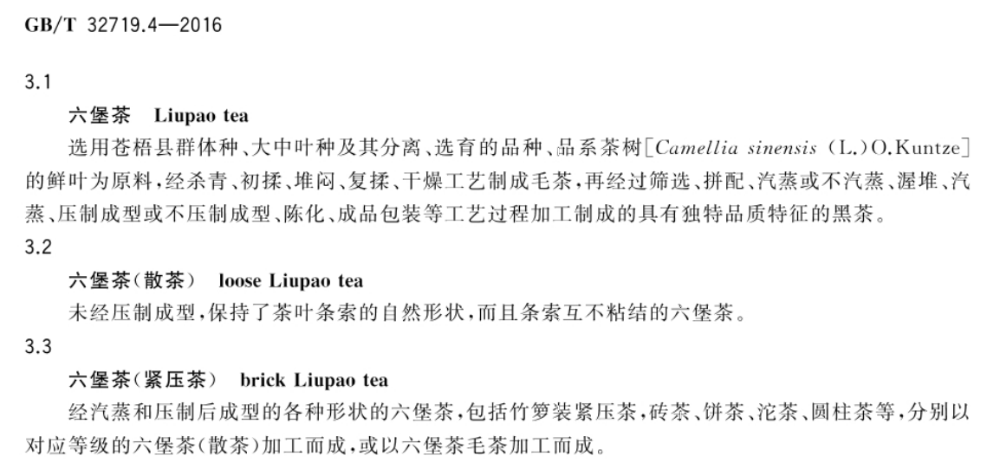 GB/T 32719.4—2016
3.1
六堡茶 Liupao tea
选用苍梧县群体种、大中叶种及其分离、选育的品种、品系茶树[Camellia sinensis (L.)O.Kuntze]
的鲜叶为原料,经杀青、初揉、堆闷、复揉、干燥工艺制成毛茶,再经过筛选、拼配、汽蒸或不汽蒸、渥堆、汽
蒸、压制成型或不压制成型、陈化、成品包装等工艺过程加工制成的具有独特品质特征的黑茶。
3.2
六堡茶(散茶) loose Liupao tea
未经压制成型,保持了茶叶条索的自然形状,而且条索互不粘结的六堡茶。
3.3
六堡茶(紧压茶) brick Liupao tea
经汽蒸和压制后成型的各种形状的六堡茶,包括竹箩装紧压茶,砖茶、饼茶、沱茶、圆柱茶等,分别以
对应等级的六堡茶(散茶)加工而成,或以六堡茶毛茶加工而成。